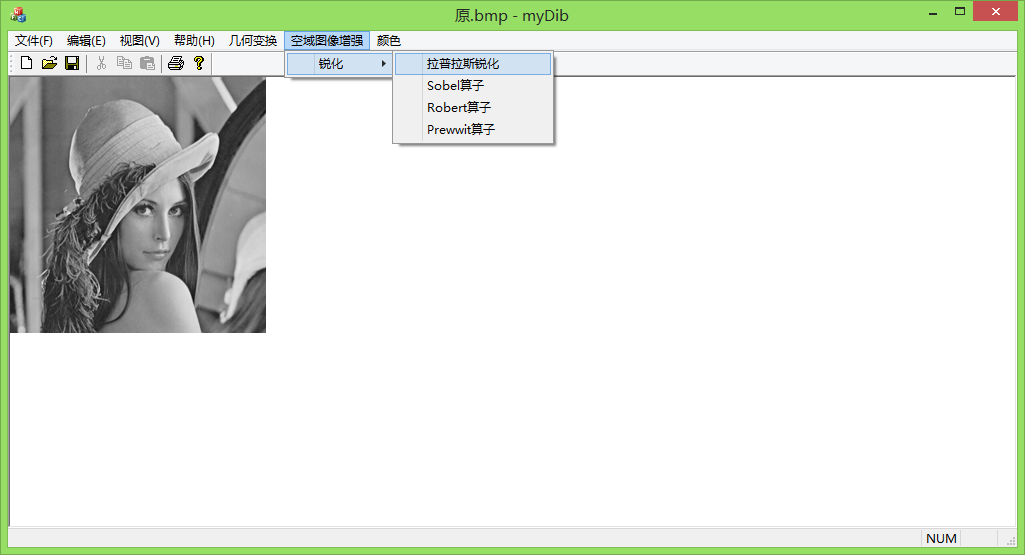 原.bmp - myDib
文件(F) 编辑(E) 视图(V) 帮助(H) 几何变换 空域图像增强 颜色
锐化
拉普拉斯锐化
Sobel算子
Robert算子
Prewwit算子
NUM